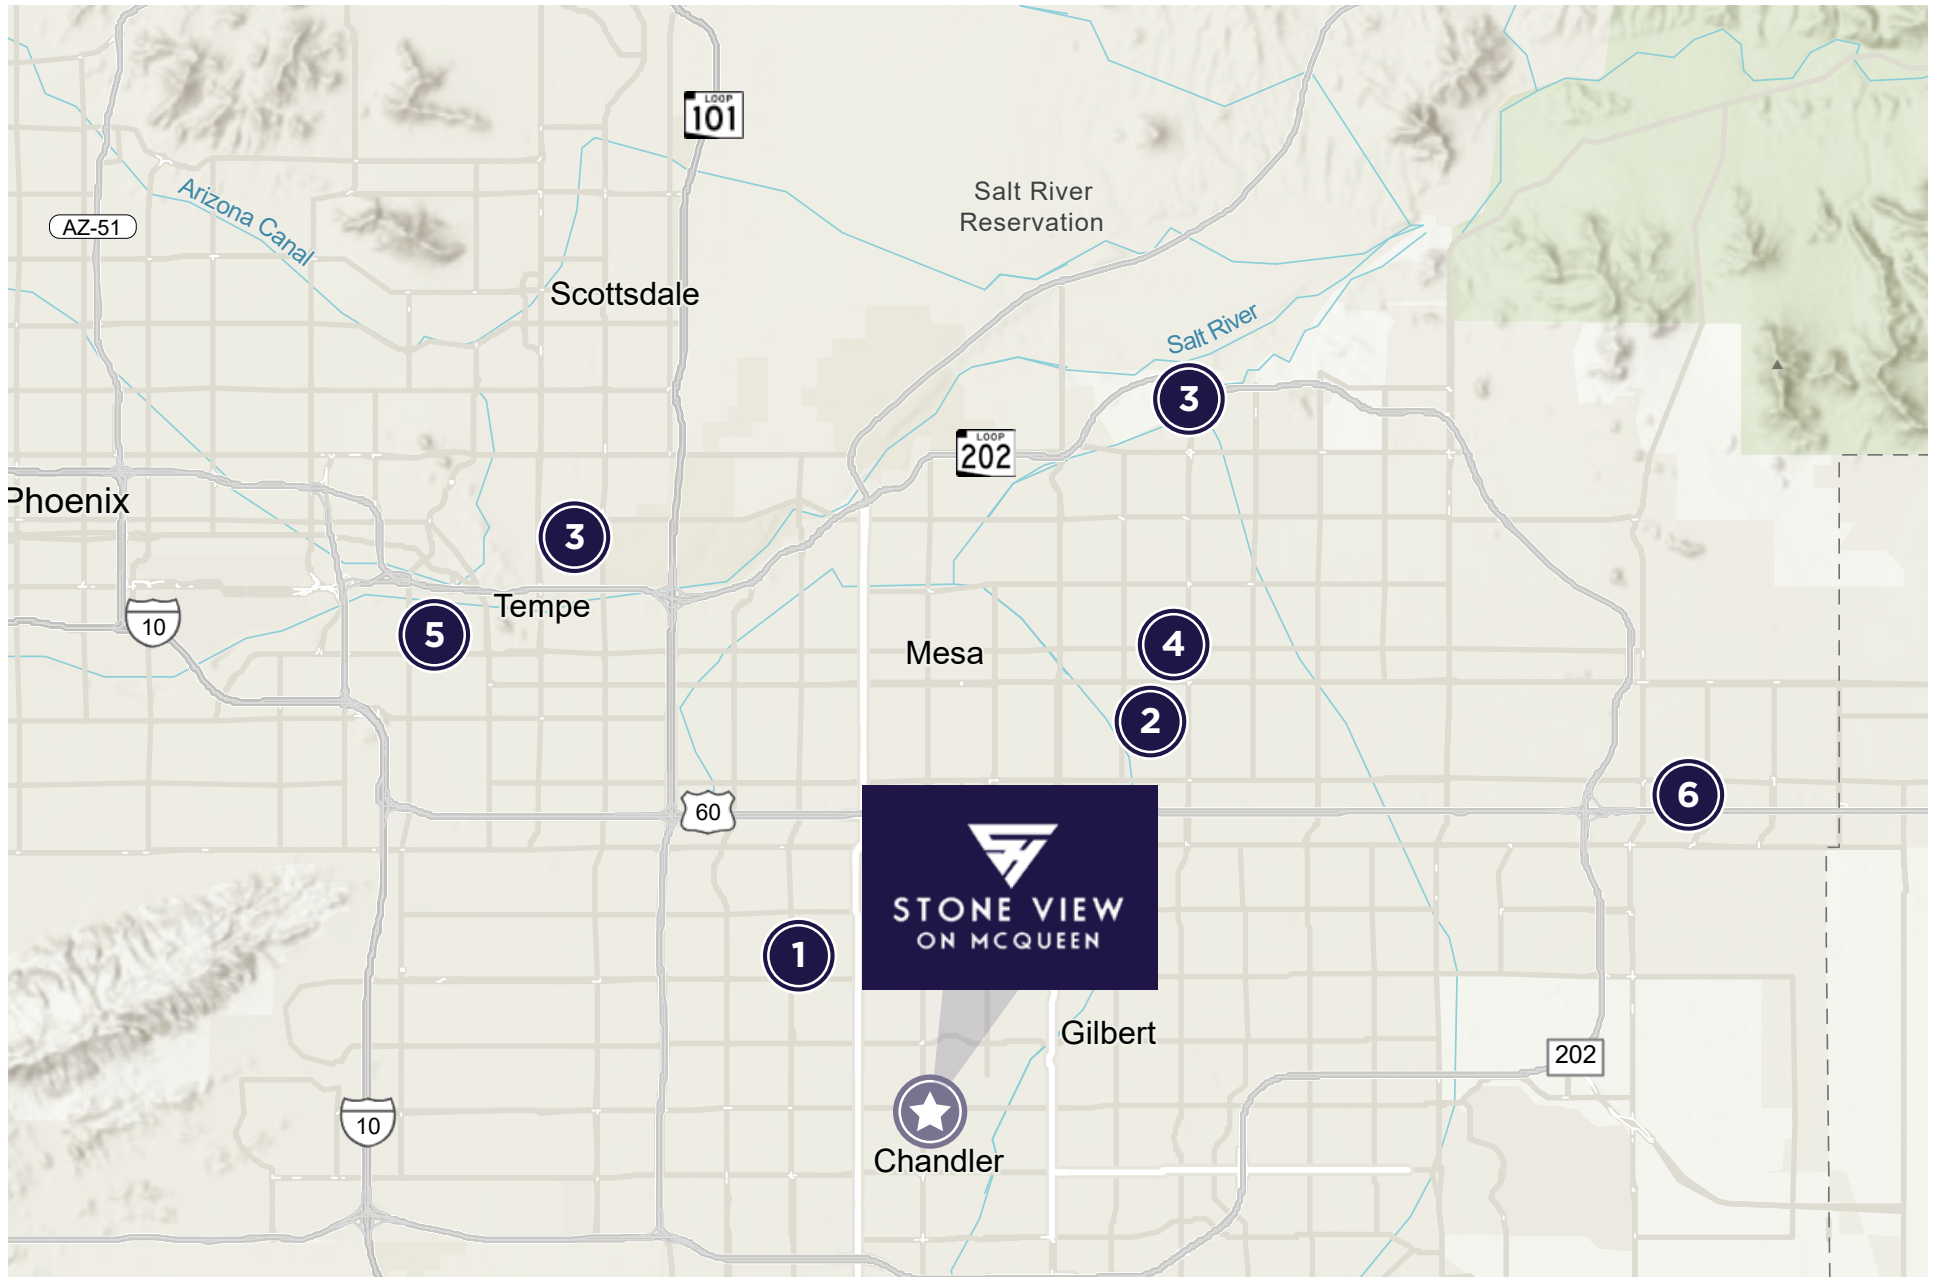 LOOP
101
Arizona Canal
Salt River
Reservation
AZ-51
Scottsdale
Salt River
3
LOOP
202
Phoenix
3
10
5
Tempe
4
Mesa
2
6
60
STONE VIEW
ON MCQUEEN
1
Gilbert
202
10
Chandler